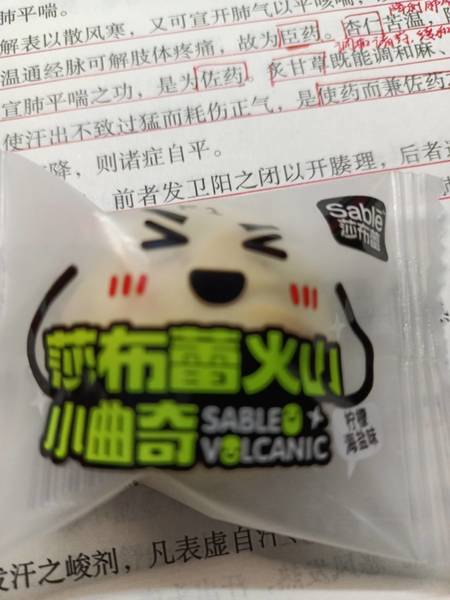 肺平喘。
解表以散风寒，又可宣开肺气以平咳喘
温通经脉可解肢体疼痛，故为臣药。杏仁苦温，
宣肺平喘之功，是为佐药。炙甘草既能调和麻、
使汗出不致过猛而耗伤正气，是使药而兼佐药
降，则诸症自平。
前者发卫阳之闭以开腠理，后者
Sable
莎布蕾
莎布蕾火山
小曲奇
SABLE
VOLCANIC
柠檬
海盐味
发汗之峻剂，凡表虚自汗、